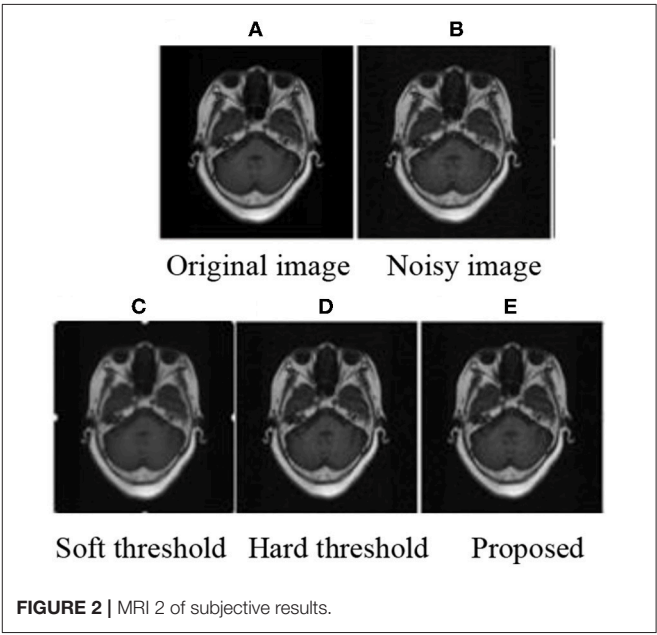 A B
Original image Noisy image
C D E
Soft threshold Hard threshold Proposed
FIGURE 2 | MRI 2 of subjective results.